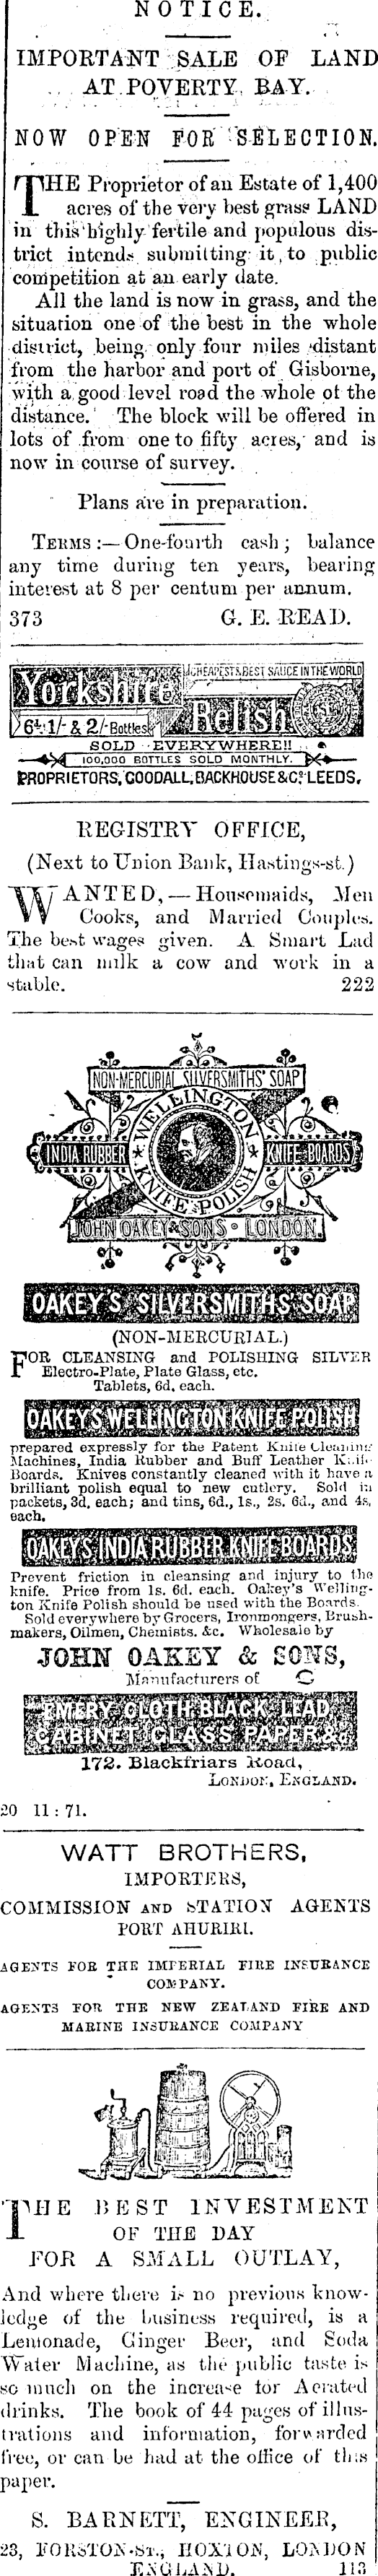 NOTICE.
IMPORTANT SALE OF LAND
AT POVERTY BAY.
NOW OPEN FOR SELECTION.
THE Proprietor of an Estate of 1,400
acres of the very best grass LAND
in this highly fertile and populous dis-
trict intends submitting it, to public
competition at an early date.
All the land is now in grass, and the
situation one of the best in the whole
district, being only four miles distant
from the harbor and port of Gisborne,
with a good level road the whole of the
distance. The block will be offered in
lots of from one to fifty acres, and is
now in course of survey.
Plans are in preparation.
TERMS :—One-fourth cash ; balance
any time during ten years, bearing
interest at 8 per centum per annum.
373 G. E. READ.
CHEAPEST & BEST SAUCE IN THE WORLD
Yorkshire
Relish
6d. 1/- & 2/- Bottles
SOLD EVERYWHERE!!
100,000 BOTTLES SOLD MONTHLY.
PROPRIETORS, GOODALL, BACKHOUSE & Co. LEEDS.
REGISTRY OFFICE,
(Next to Union Bank, Hastings-st.)
WANTED,—Housemaids, Men
Cooks, and Married Couples.
The best wages given. A Smart Lad
that can milk a cow and work in a
stable. 222
NON-MERCURIAL SILVERSMITHS' SOAP
WELLINGTON
INDIA RUBBER
KNIFE-BOARDS
KNIFE POLISH
JOHN OAKEY & SONS LONDON.
OAKEY'S SILVERSMITHS' SOAP
(NON-MERCURIAL.)
FOR CLEANSING and POLISHING SILVER
Electro-Plate, Plate Glass, etc.
Tablets, 6d. each.
OAKEY'S WELLINGTON KNIFE POLISH
prepared expressly for the Patent Knife Cleaning
Machines, India Rubber and Buff Leather Knife
Boards. Knives constantly cleaned with it have a
brilliant polish equal to new cutlery. Sold in
packets, 3d. each; and tins, 6d., 1s., 2s. 6d., and 4s,
each,
OAKEY'S INDIA RUBBER KNIFE BOARDS
Prevent friction in cleansing and injury to the
knife. Price from 1s. 6d. each. Oakey's Welling-
ton Knife Polish should be used with the Boards.
Sold everywhere by Grocers, Ironmongers, Brush-
makers, Oilmen, Chemists. &c. Wholesale by
JOHN OAKEY & SONS,
Manufacturers of
EMERY CLOTH BLACK LEAD
CABINET GLASS PAPER &c.
172. Blackfriars Road,
LONDON, ENGLAND.
20 11 : 71.
WATT BROTHERS,
IMPORTERS,
COMMISSION AND STATION AGENTS
PORT AHURIRI.
AGENTS FOR THE IMPERIAL FIRE INSURANCE
COMPANY.
AGENTS FOR THE NEW ZEALAND FIRE AND
MARINE INSURANCE COMPANY
THE BEST INVESTMENT
OF THE DAY
FOR A SMALL OUTLAY,
And where there is no previous know-
ledge of the business required, is a
Lemonade, Ginger Beer, and Soda
Water Machine, as the public taste is
so much on the increase for Aerated
drinks. The book of 44 pages of illus-
trations and information, forwarded
free, or can be had at the office of this
paper.
S. BARNETT, ENGINEER,
23, FORSTON-ST., HOXTON, LONDON
ENGLAND. 113